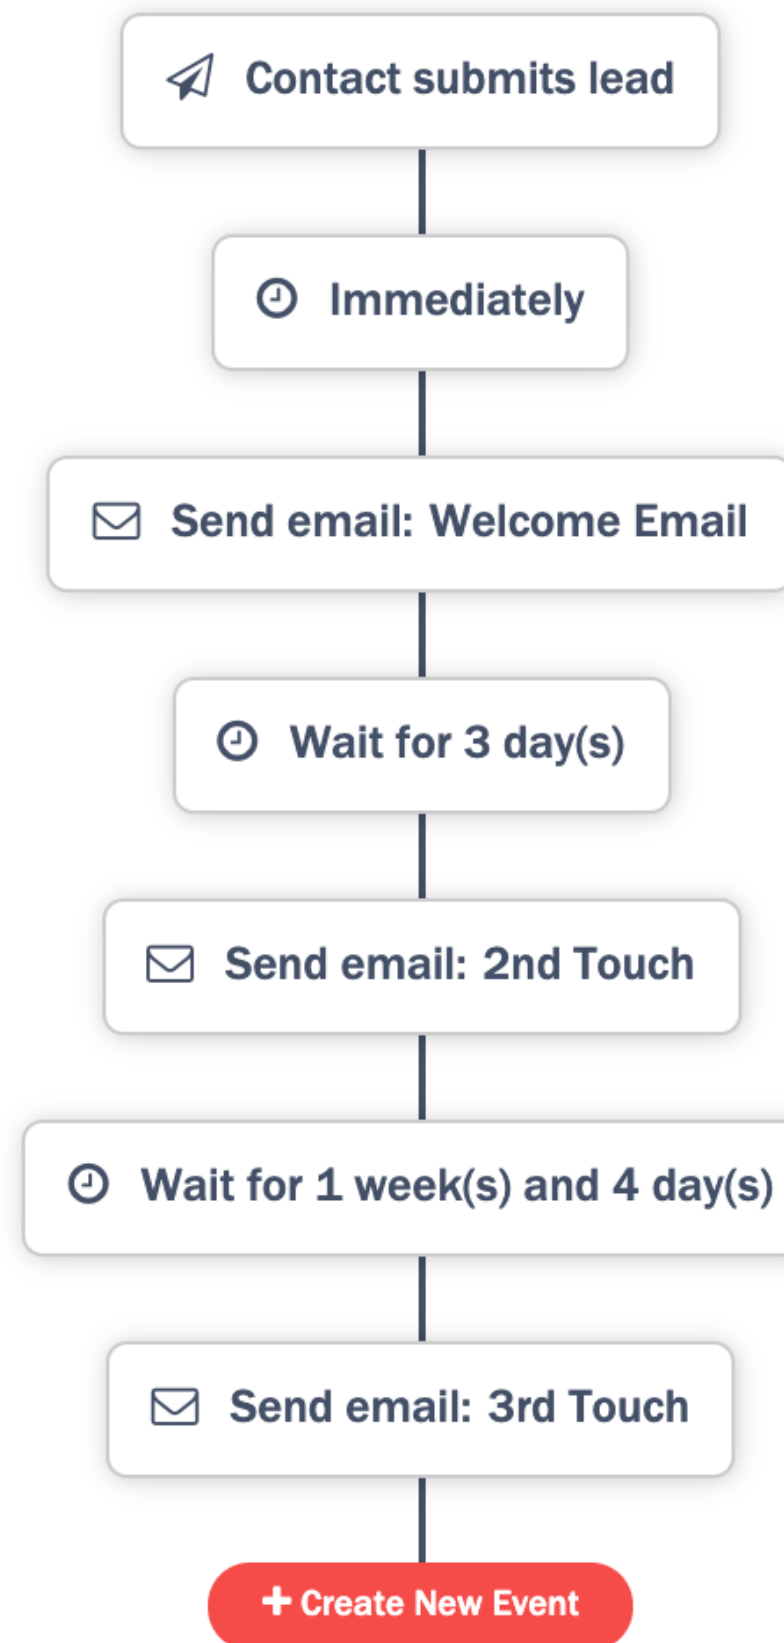 Contact submits lead
Immediately
Send email: Welcome Email
Wait for 3 day(s)
Send email: 2nd Touch
Wait for 1 week(s) and 4 day(s)
Send email: 3rd Touch
+ Create New Event